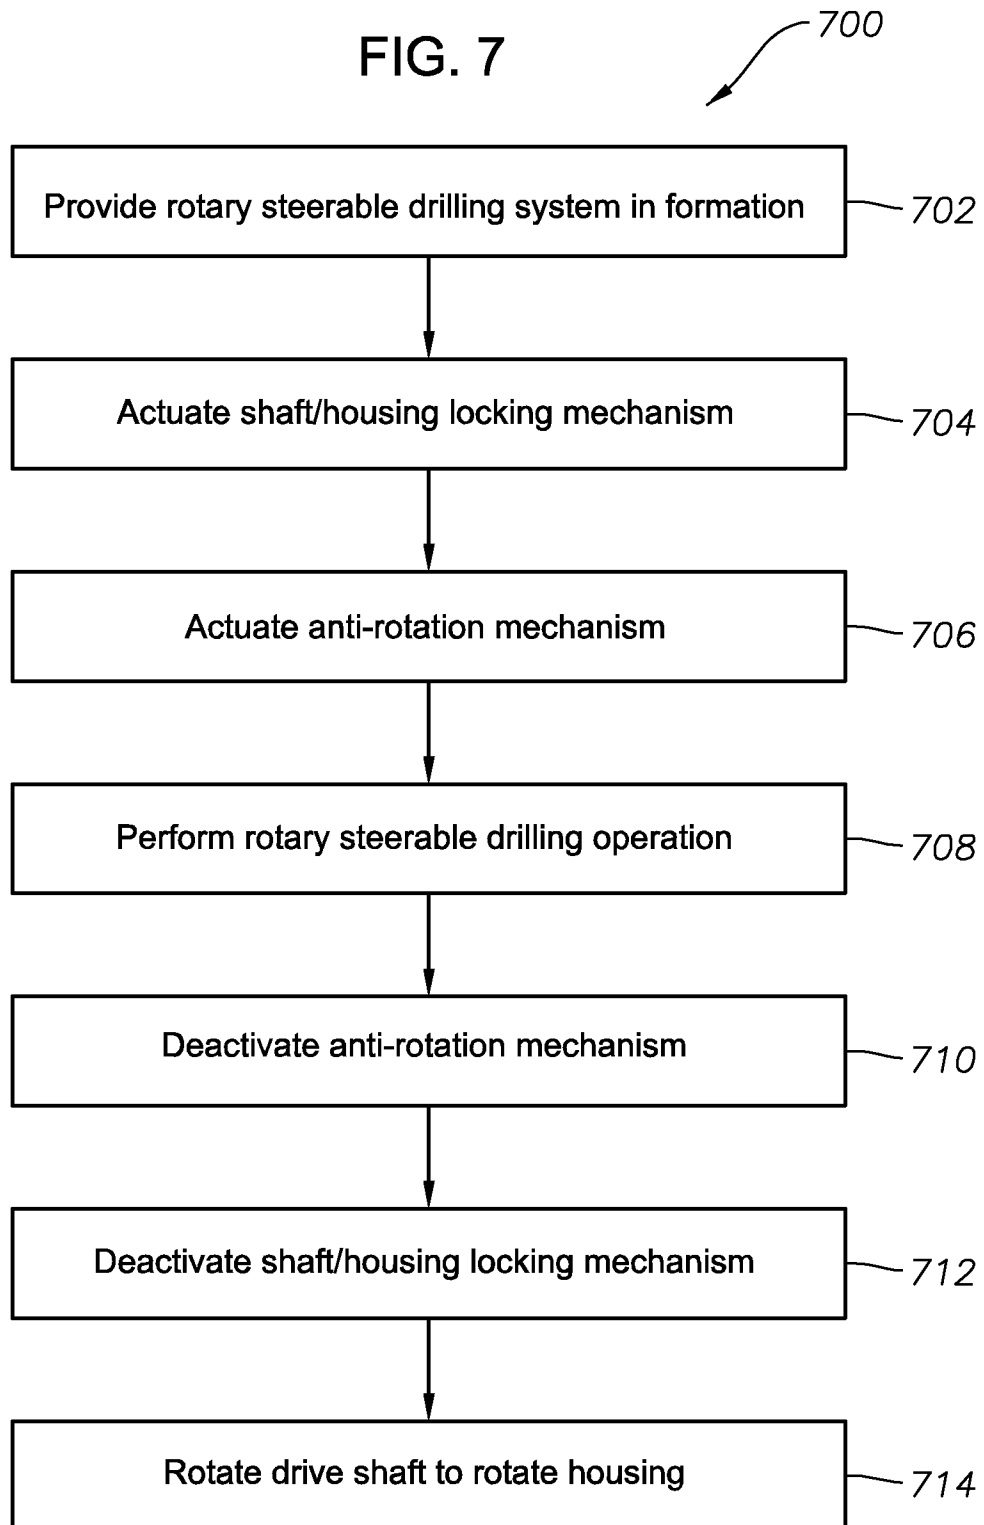 FIG. 7
700
Provide rotary steerable drilling system in formation
702
Actuate shaft/housing locking mechanism
704
Actuate anti-rotation mechanism
706
Perform rotary steerable drilling operation
708
Deactivate anti-rotation mechanism
710
Deactivate shaft/housing locking mechanism
712
Rotate drive shaft to rotate housing
714